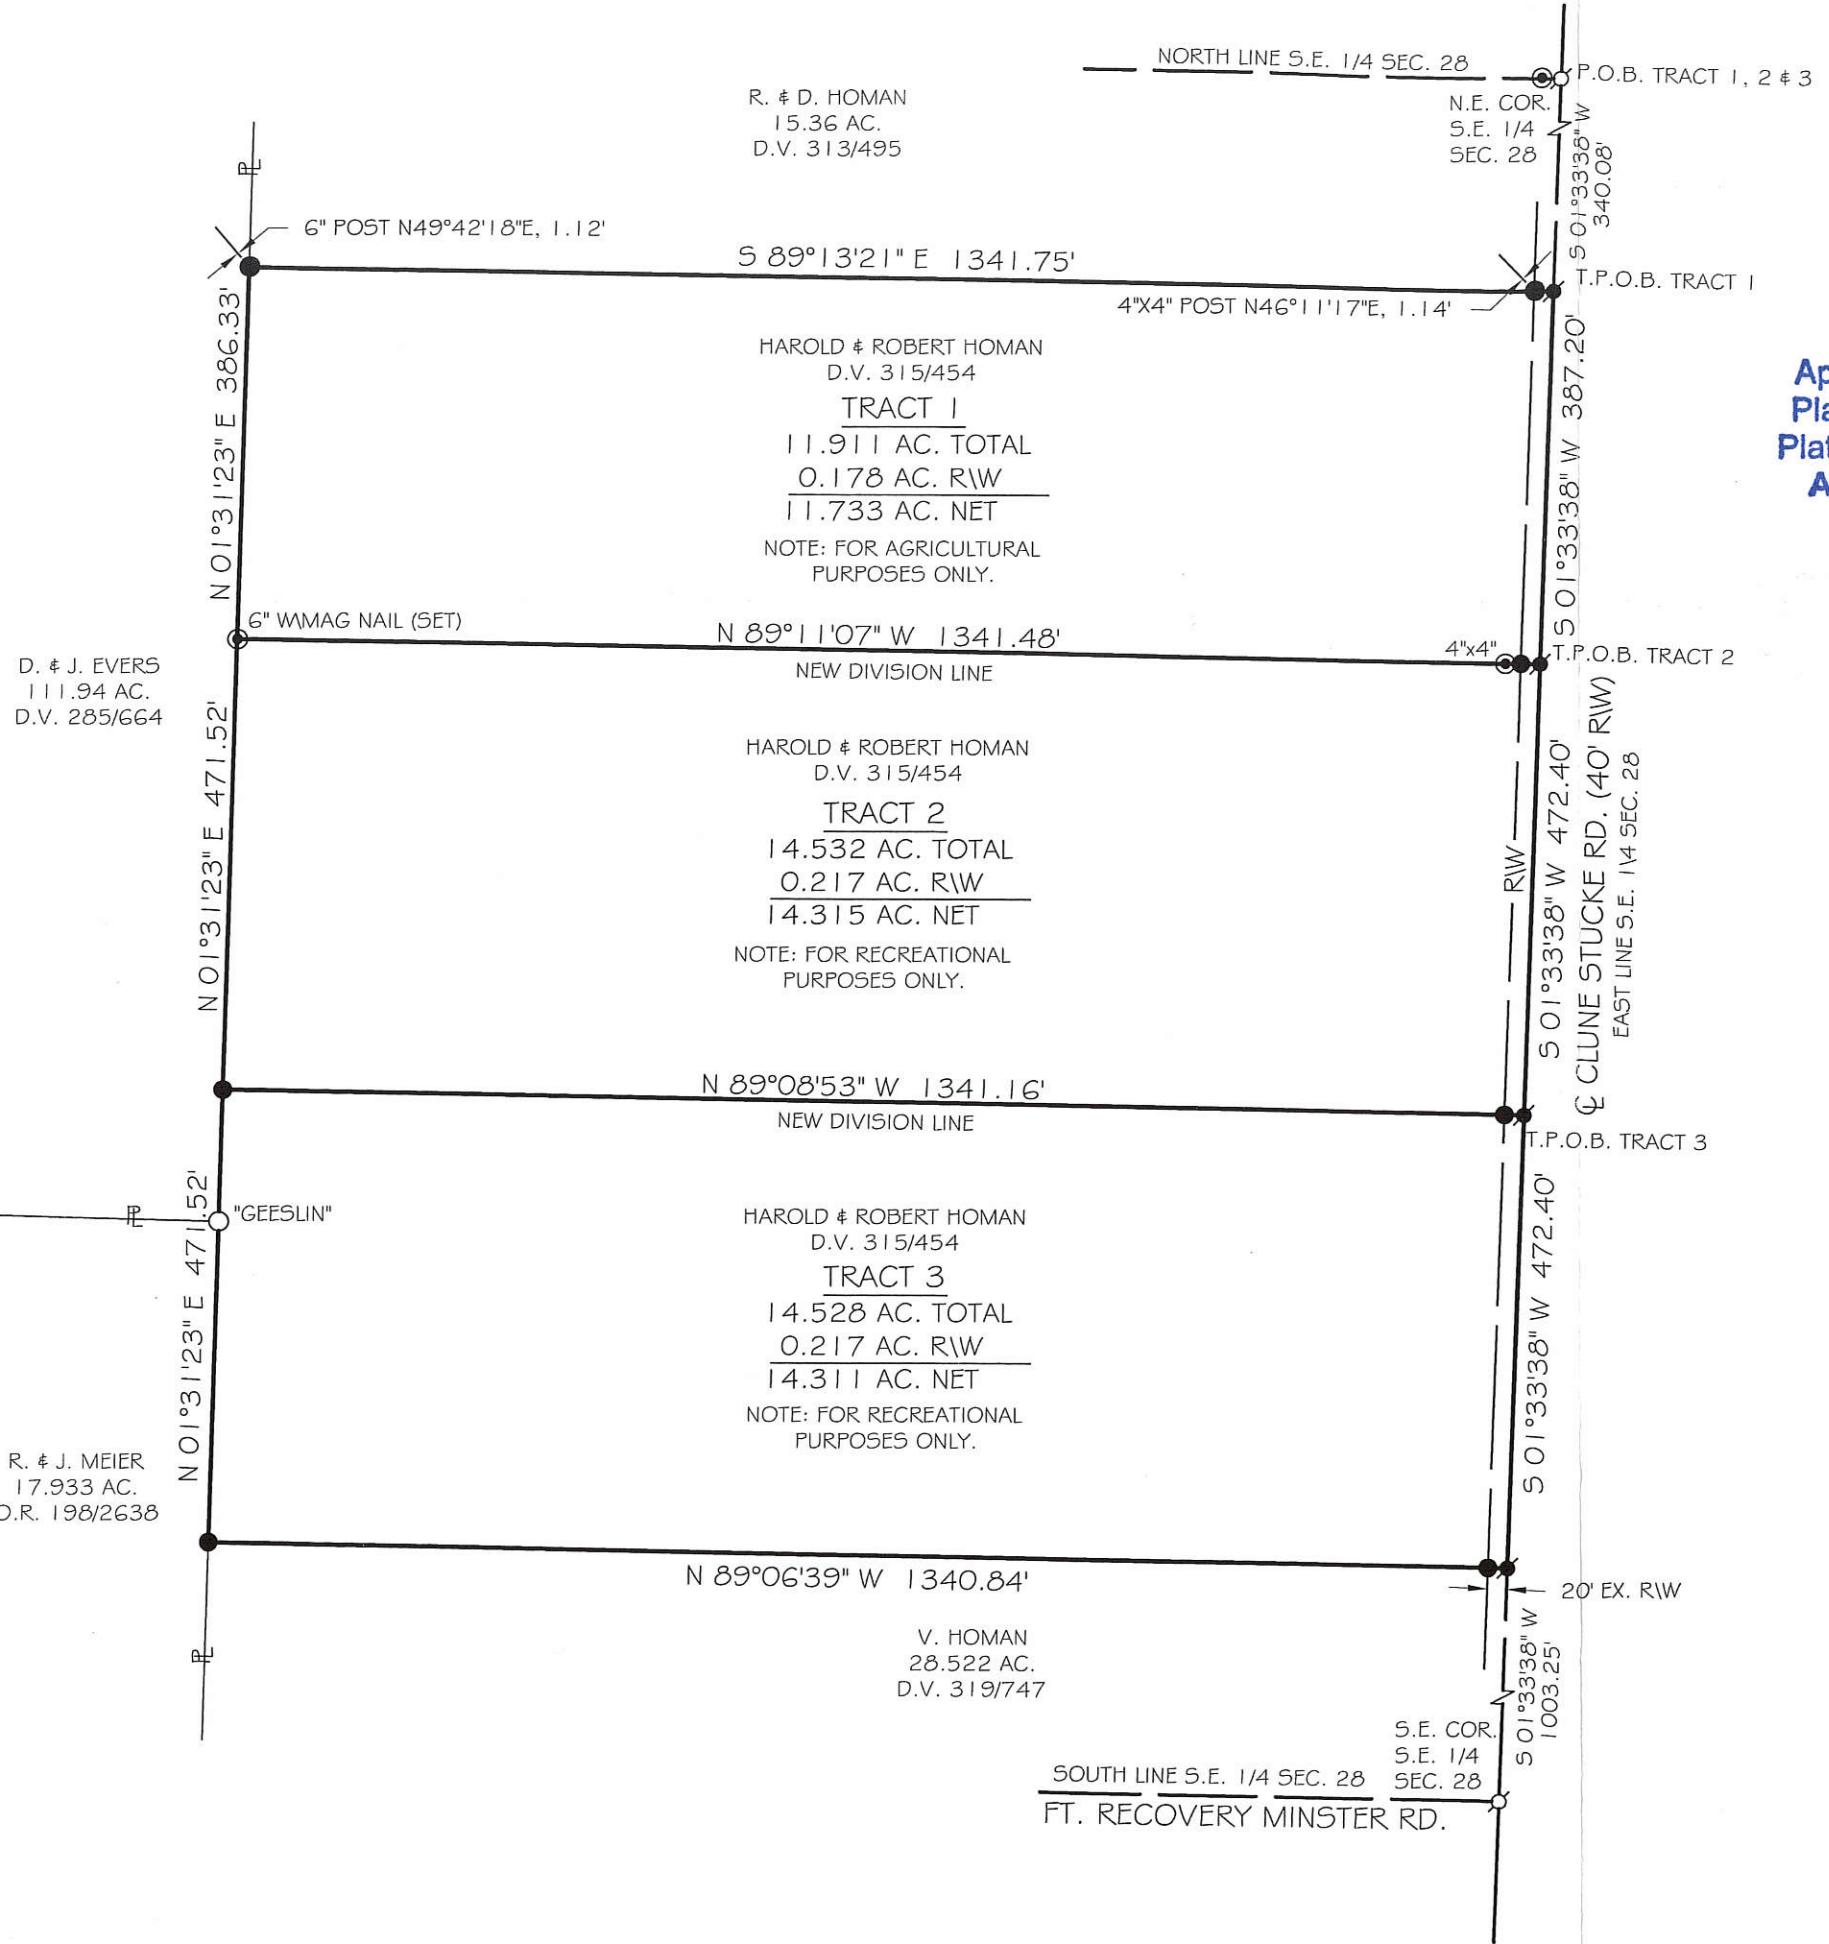 NORTH LINE S.E. 1/4 SEC. 28
P.O.B. TRACT 1, 2 & 3
R. & D. HOMAN
15.36 AC.
D.V. 313/495
N.E. COR.
S.E. 1/4
SEC. 28
S 01°33'38" W
340.08'
PL
6" POST N49°42'18"E, 1.12'
S 89°13'21" E 1341.75'
T.P.O.B. TRACT 1
4"X4" POST N46°11'17"E, 1.14'
N 01°31'23" E 386.33'
HAROLD & ROBERT HOMAN
D.V. 315/454
TRACT 1
11.911 AC. TOTAL
0.178 AC. R\W
11.733 AC. NET
NOTE: FOR AGRICULTURAL
PURPOSES ONLY.
S 01°33'38" W 387.20'
6" W\MAG NAIL (SET)
N 89°11'07" W 1341.48'
NEW DIVISION LINE
4"x4"
T.P.O.B. TRACT 2
D. & J. EVERS
111.94 AC.
D.V. 285/664
N 01°31'23" E 471.52'
HAROLD & ROBERT HOMAN
D.V. 315/454
TRACT 2
14.532 AC. TOTAL
0.217 AC. R\W
14.315 AC. NET
NOTE: FOR RECREATIONAL
PURPOSES ONLY.
R\W
S 01°33'38" W 472.40'
CL CLUNE STUCKE RD. (40' R\W)
EAST LINE S.E. 1\4 SEC. 28
N 89°08'53" W 1341.16'
NEW DIVISION LINE
T.P.O.B. TRACT 3
PL
"GEESLIN"
N 01°31'23" E 471.52'
HAROLD & ROBERT HOMAN
D.V. 315/454
TRACT 3
14.528 AC. TOTAL
0.217 AC. R\W
14.311 AC. NET
NOTE: FOR RECREATIONAL
PURPOSES ONLY.
S 01°33'38" W 472.40'
R. & J. MEIER
17.933 AC.
O.R. 198/2638
N 89°06'39" W 1340.84'
20' EX. R\W
PL
V. HOMAN
28.522 AC.
D.V. 319/747
S 01°33'38" W
1003.25'
S.E. COR.
S.E. 1/4
SEC. 28
SOUTH LINE S.E. 1/4 SEC. 28
FT. RECOVERY MINSTER RD.